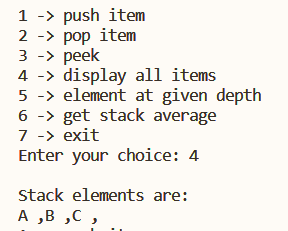 1 -> push item
2 -> pop item
3 -> peek
4 -> display all items
5 -> element at given depth
6 -> get stack average
7 -> exit
Enter your choice: 4
Stack elements are:
A ,B ,C ,